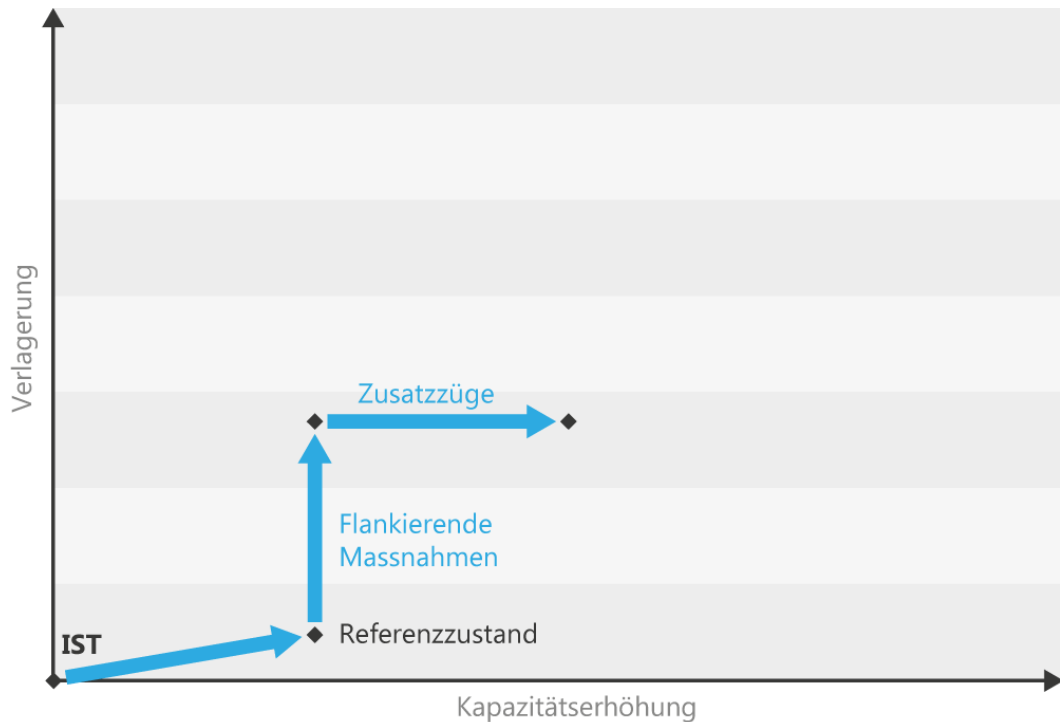 Verlagerung
Zusatzzüge
Flankierende
Massnahmen
IST
Referenzzustand
Kapazitätserhöhung